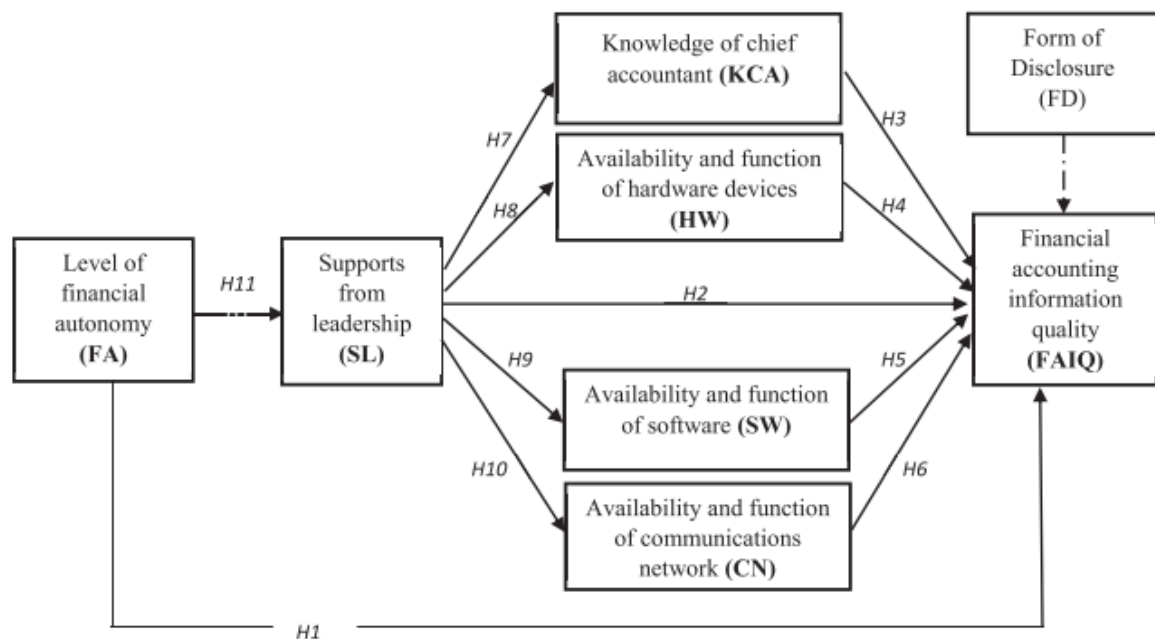 Knowledge of chief
accountant (KCA)
Form of
Disclosure
(FD)
H7
H3
Availability and function
of hardware devices
(HW)
H8
H4
Level of
financial
autonomy
(FA)
H11
Supports
from
leadership
(SL)
H2
Financial
accounting
information
quality
(FAIQ)
H9
H5
Availability and function
of software (SW)
H10
H6
Availability and function
of communications
network (CN)
H1